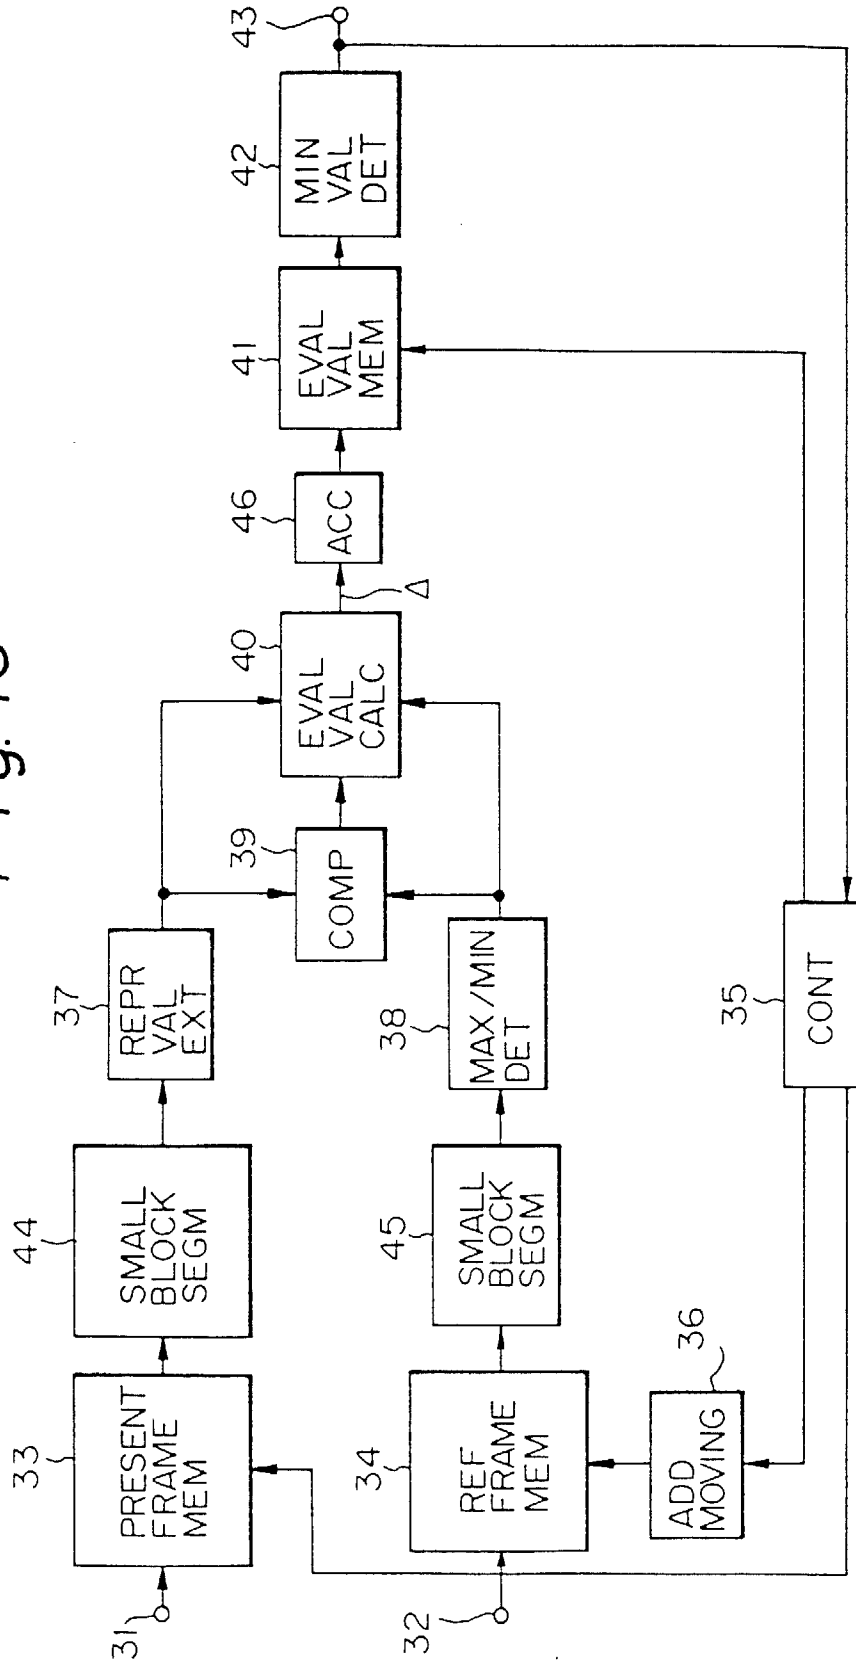 Fig.
31
33
PRESENT
FRAME
MEM
44
SMALL
BLOCK
SEGM
37
REPR
VAL
EXT
39
COMP
40
EVAL
VAL
CALC
Δ
46
ACC
41
EVAL
VAL
MEM
42
MIN
VAL
DET
43
32
34
REF
FRAME
MEM
45
SMALL
BLOCK
SEGM
38
MAX/MIN
DET
36
ADD
MOVING
35
CONT